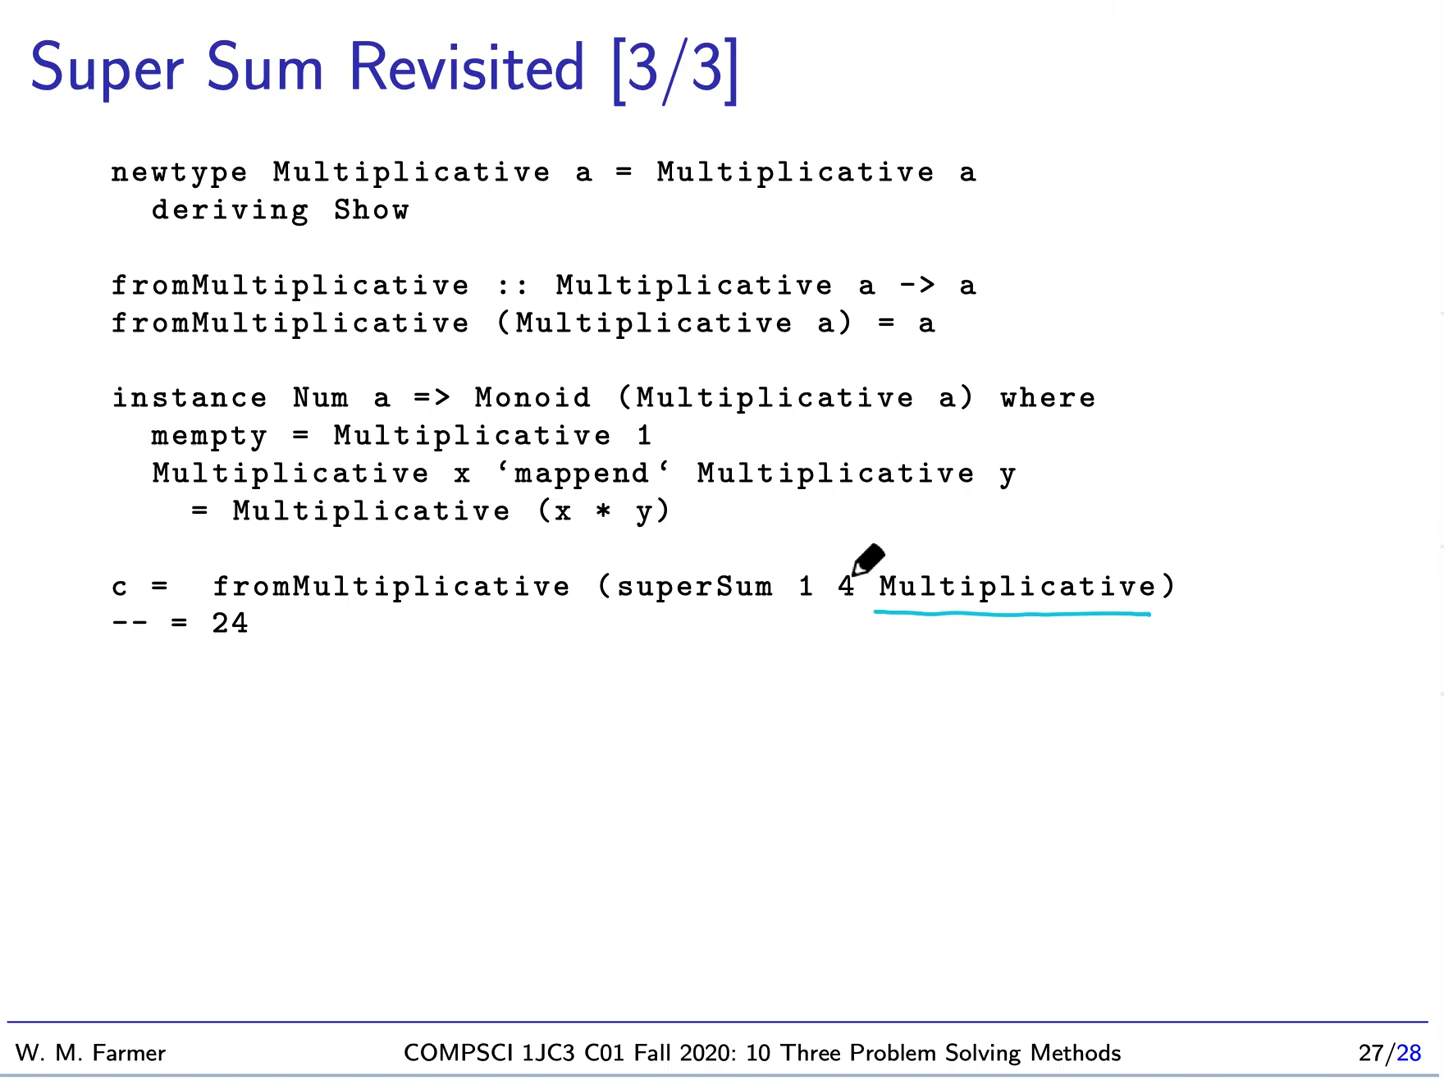 Super Sum Revisited [3/3]
newtype Multiplicative a = Multiplicative a
deriving Show
fromMultiplicative :: Multiplicative a -> a
fromMultiplicative (Multiplicative a) = a
instance Num a => Monoid (Multiplicative a) where
mempty = Multiplicative 1
Multiplicative x ‘mappend‘ Multiplicative y
= Multiplicative (x * y)
c = fromMultiplicative (superSum 1 4 Multiplicative)
-- = 24
W. M. Farmer COMPSCI 1JC3 C01 Fall 2020: 10 Three Problem Solving Methods 27/28